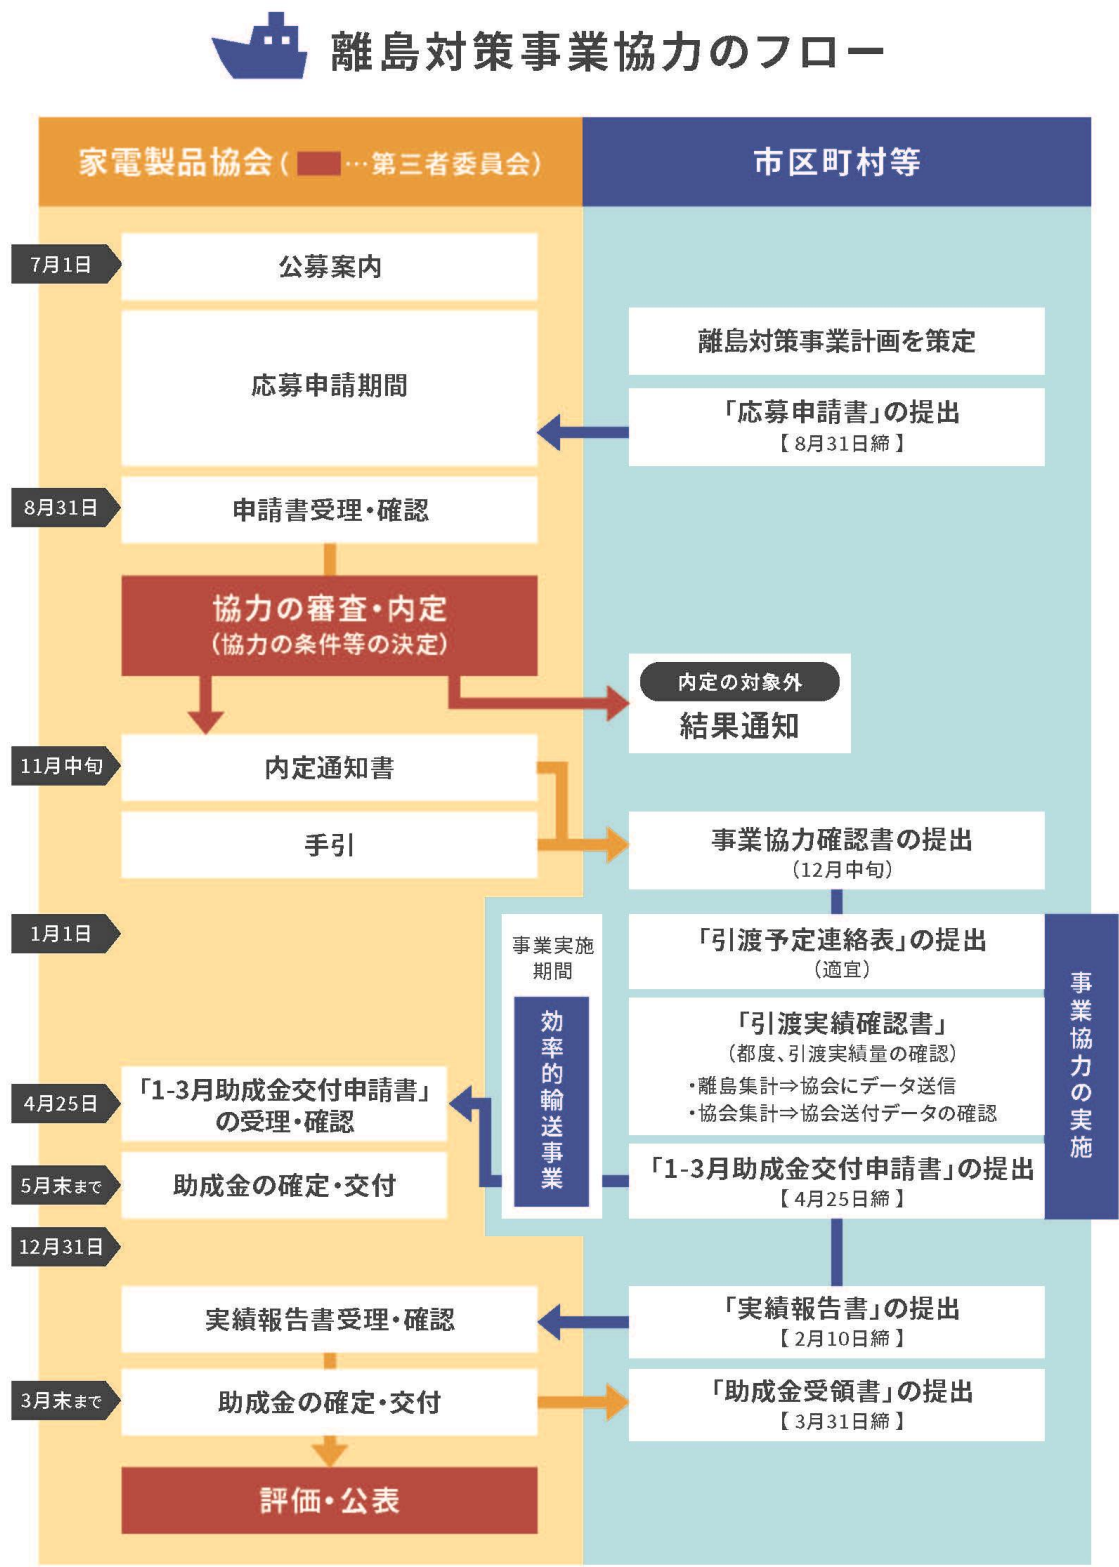 離島対策事業協力のフロー
家電製品協会(　…第三者委員会)
市区町村等
7月1日
公募案内
応募申請期間
離島対策事業計画を策定
「応募申請書」の提出
【 8月31日締 】
8月31日
申請書受理・確認
協力の審査・内定
(協力の条件等の決定)
内定の対象外
結果通知
11月中旬
内定通知書
手引
事業協力確認書の提出
(12月中旬)
1月1日
事業実施
期間
効率的輸送事業
「引渡予定連絡表」の提出
(適宜)
「引渡実績確認書」
(都度、引渡実績量の確認)
・離島集計⇒協会にデータ送信
・協会集計⇒協会送付データの確認
事業協力の実施
4月25日
「1-3月助成金交付申請書」
の受理・確認
「1-3月助成金交付申請書」の提出
【 4月25日締 】
5月末まで
助成金の確定・交付
12月31日
実績報告書受理・確認
「実績報告書」の提出
【 2月10日締 】
3月末まで
助成金の確定・交付
「助成金受領書」の提出
【 3月31日締 】
評価・公表